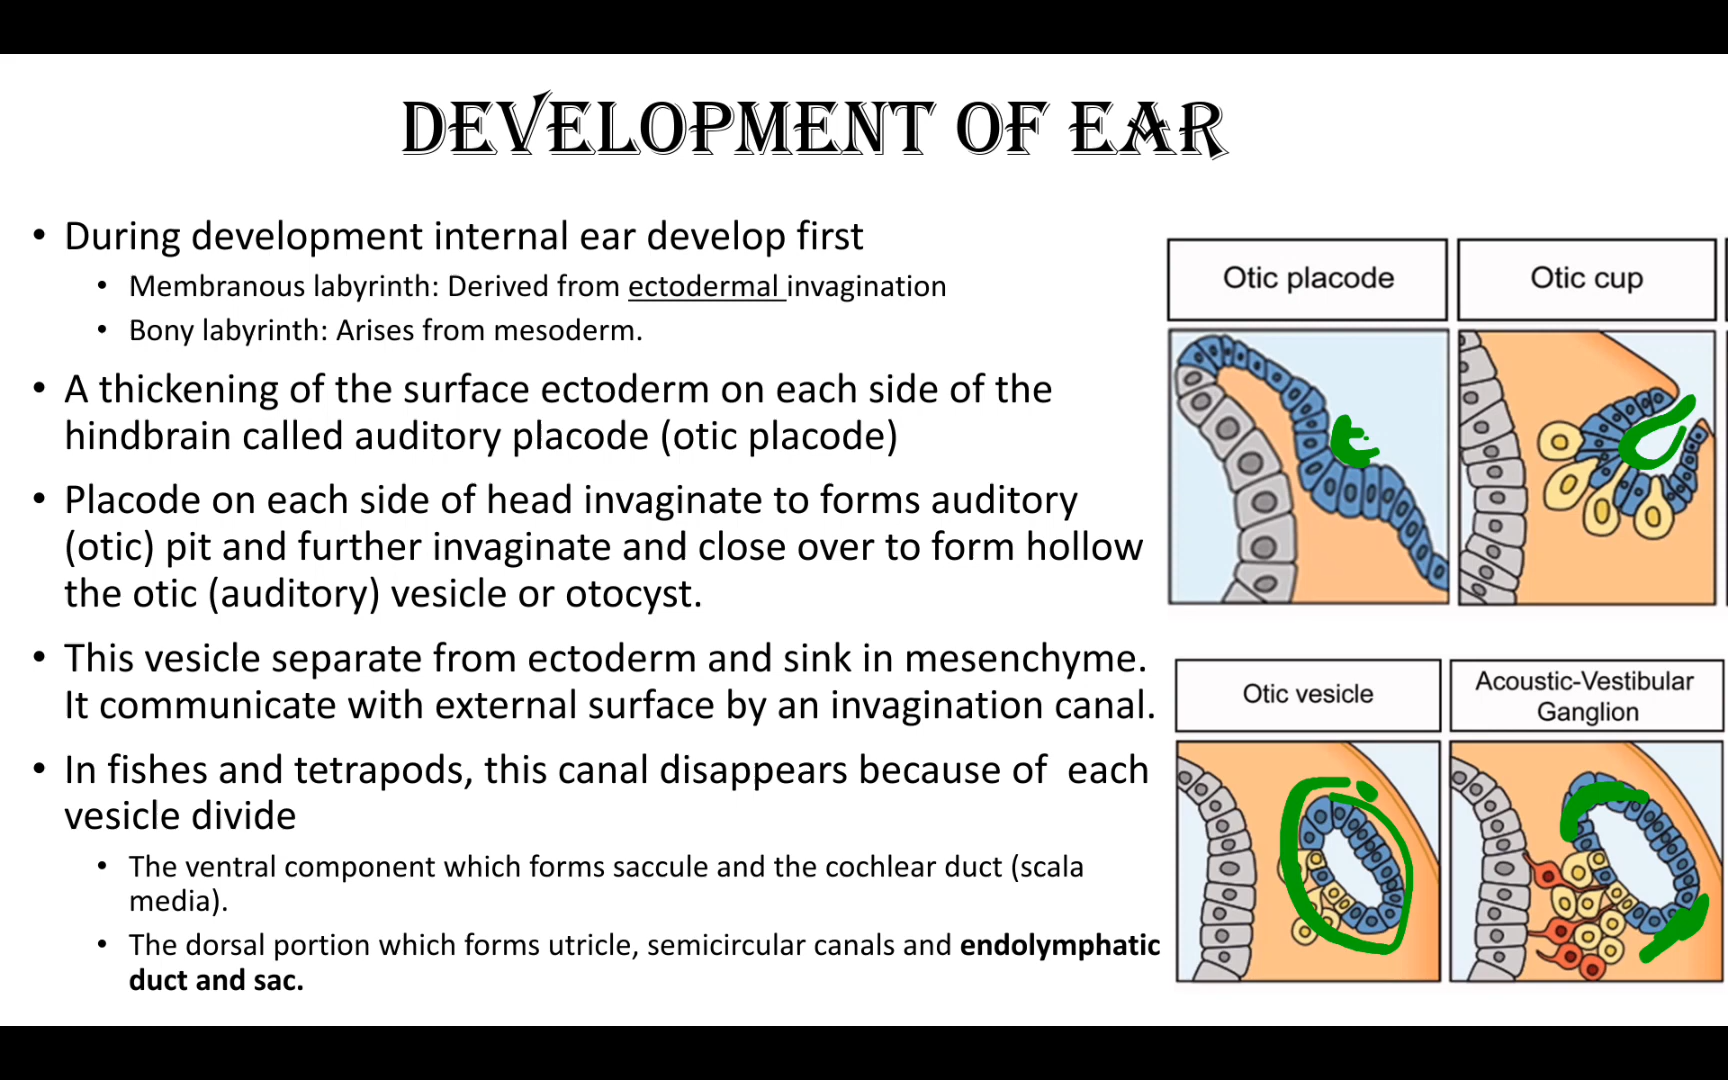 DEVELOPMENT OF EAR
• During development internal ear develop first
• Membranous labyrinth: Derived from ectodermal invagination
• Bony labyrinth: Arises from mesoderm.
• A thickening of the surface ectoderm on each side of the
hindbrain called auditory placode (otic placode)
• Placode on each side of head invaginate to forms auditory
(otic) pit and further invaginate and close over to form hollow
the otic (auditory) vesicle or otocyst.
• This vesicle separate from ectoderm and sink in mesenchyme.
It communicate with external surface by an invagination canal.
• In fishes and tetrapods, this canal disappears because of  each
vesicle divide
• The ventral component which forms saccule and the cochlear duct (scala
media).
• The dorsal portion which forms utricle, semicircular canals and endolymphatic
duct and sac.
Otic placode
Otic cup
Otic vesicle
Acoustic-Vestibular
Ganglion